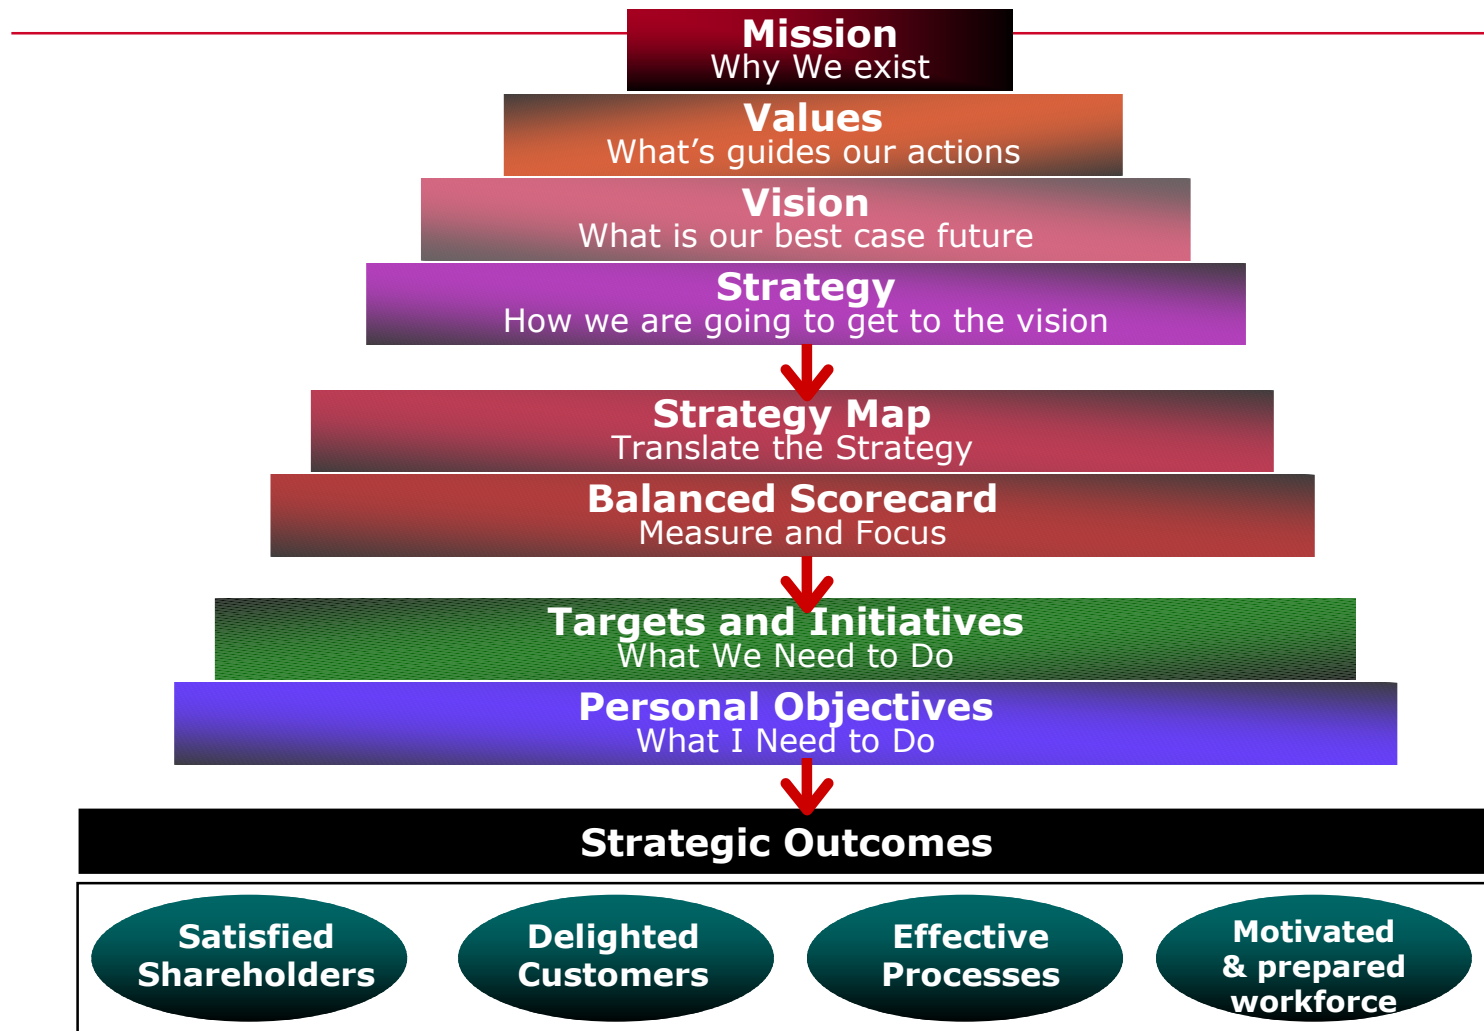 Mission
Why We exist
Values
What’s guides our actions
Vision
What is our best case future
Strategy
How we are going to get to the vision
Strategy Map
Translate the Strategy
Balanced Scorecard
Measure and Focus
Targets and Initiatives
What We Need to Do
Personal Objectives
What I Need to Do
Strategic Outcomes
Satisfied
Shareholders
Delighted
Customers
Effective
Processes
Motivated
& prepared
workforce